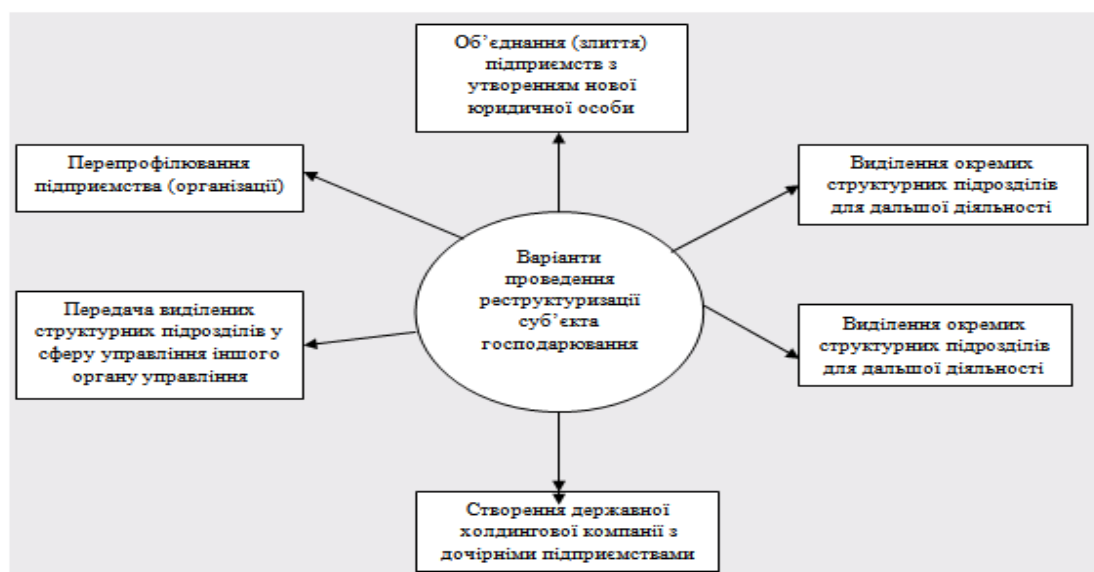 Об’єднання (злиття)
підприємств з
утворенням нової
юридичної особи
Перепрофілювання
підприємства (організації)
Виділення окремих
структурних підрозділів
для дальшої діяльності
Варіанти
проведення
реструктуризації
суб’єкта
господарювання
Передача виділених
структурних підрозділів у
сферу управління іншого
органу управління
Виділення окремих
структурних підрозділів
для дальшої діяльності
Створення державної
холдингової компанії з
дочірніми підприємствами